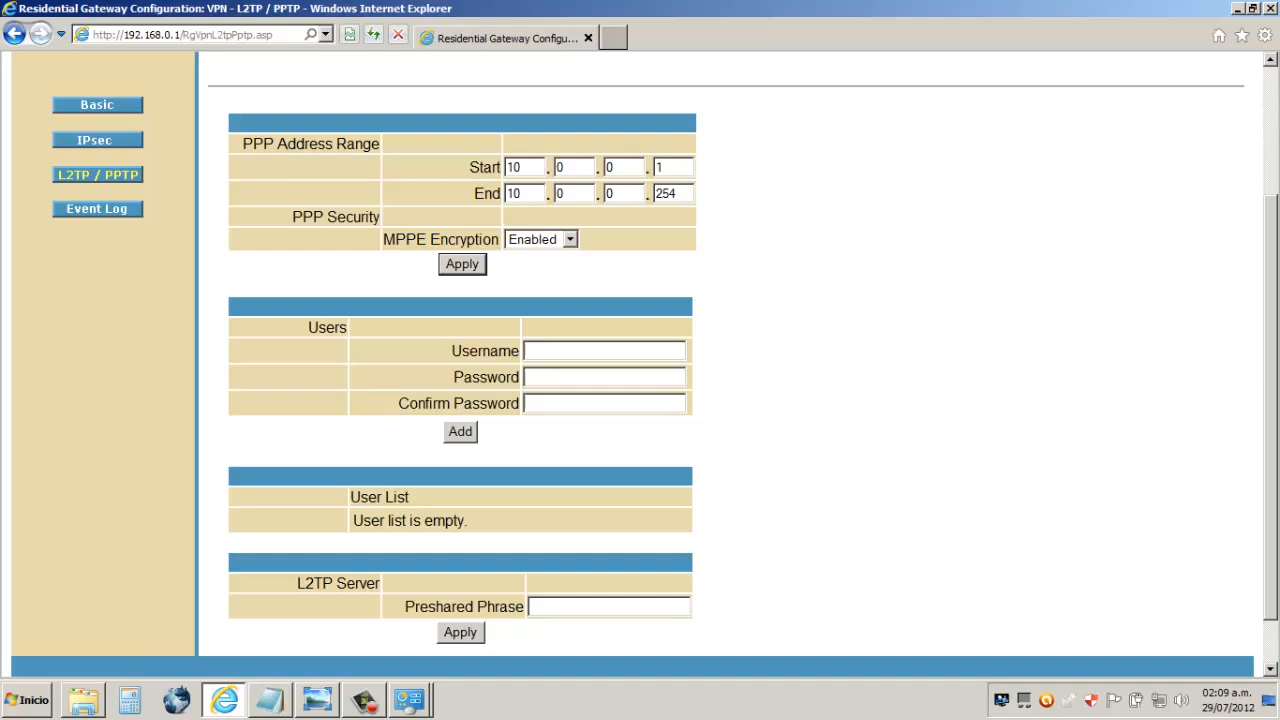 Residential Gateway Configuration: VPN - L2TP / PPTP - Windows Internet Explorer
http://192.168.0.1/RgVpnL2tpPptp.asp
Residential Gateway Configu...
Basic
IPsec
L2TP / PPTP
Event Log
PPP Address Range
Start 10 . 0 . 0 . 1
End 10 . 0 . 0 . 254
PPP Security
MPPE Encryption Enabled
Apply
Users
Username
Password
Confirm Password
Add
User List
User list is empty.
L2TP Server
Preshared Phrase
Apply
Inicio
02:09 a.m.
29/07/2012